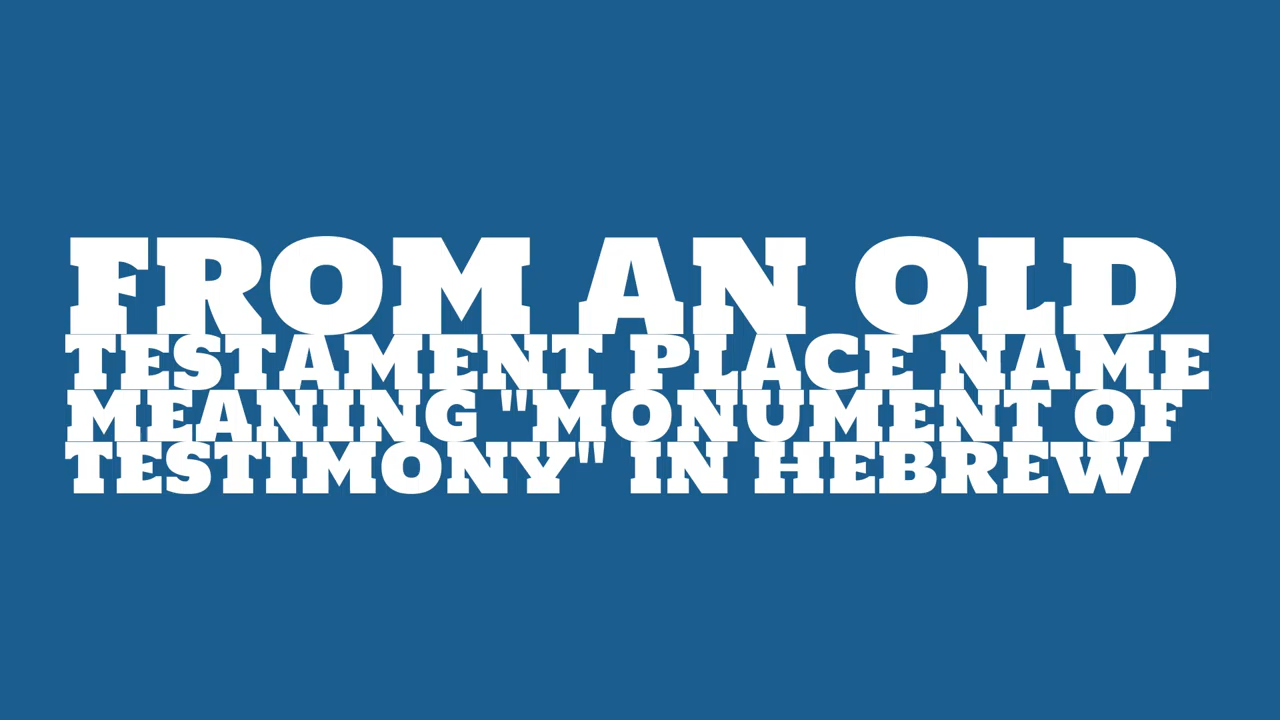 FROM AN OLD
TESTAMENT PLACE NAME
MEANING "MONUMENT OF
TESTIMONY" IN HEBREW